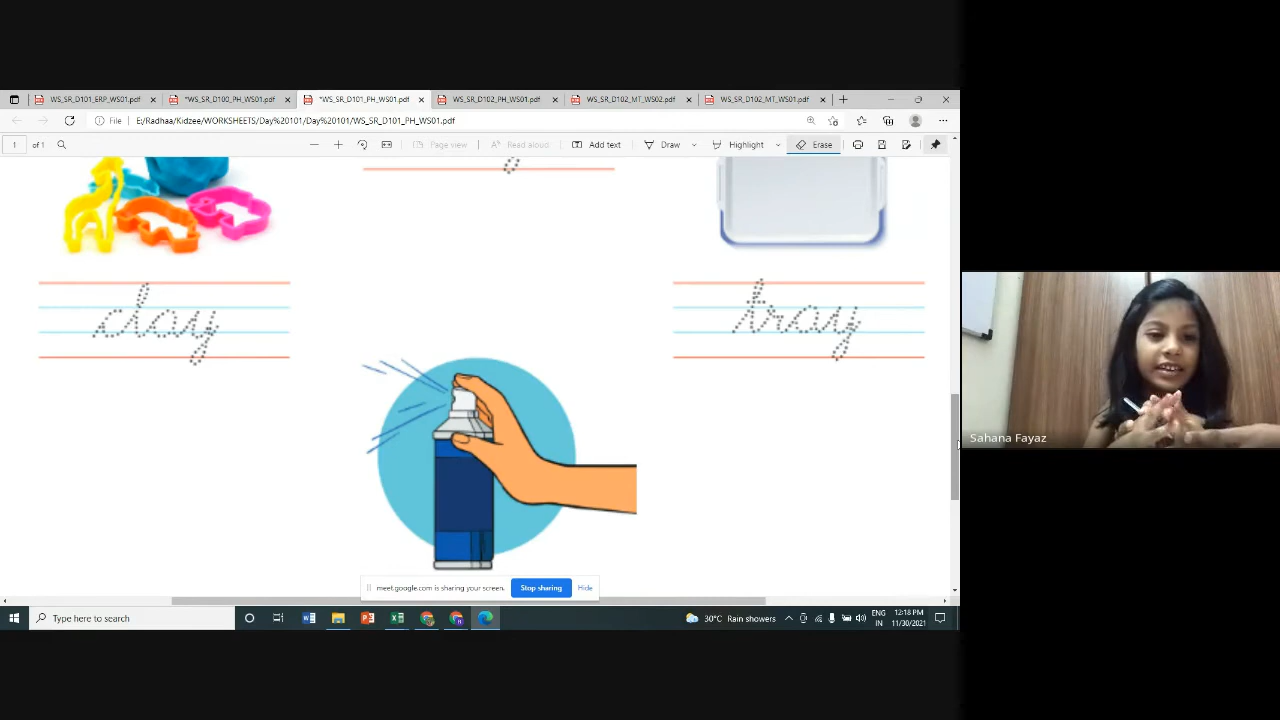 WS_SR_D101_ERP_WS01.pdf
*WS_SR_D100_PH_WS01.pdf
*WS_SR_D101_PH_WS01.pdf
WS_SR_D102_PH_WS01.pdf
WS_SR_D102_MT_WS02.pdf
WS_SR_D102_MT_WS01.pdf
File
E:/Radhaa/Kidzee/WORKSHEETS/Day%20101/Day%20101/WS_SR_D101_PH_WS01.pdf
1 of 1
Page view
Read aloud
Add text
Draw
Highlight
Erase
clay
tray
Sahana Fayaz
meet.google.com is sharing your screen.
Stop sharing
Hide
Type here to search
30°C Rain showers
ENG
IN
12:18 PM
11/30/2021